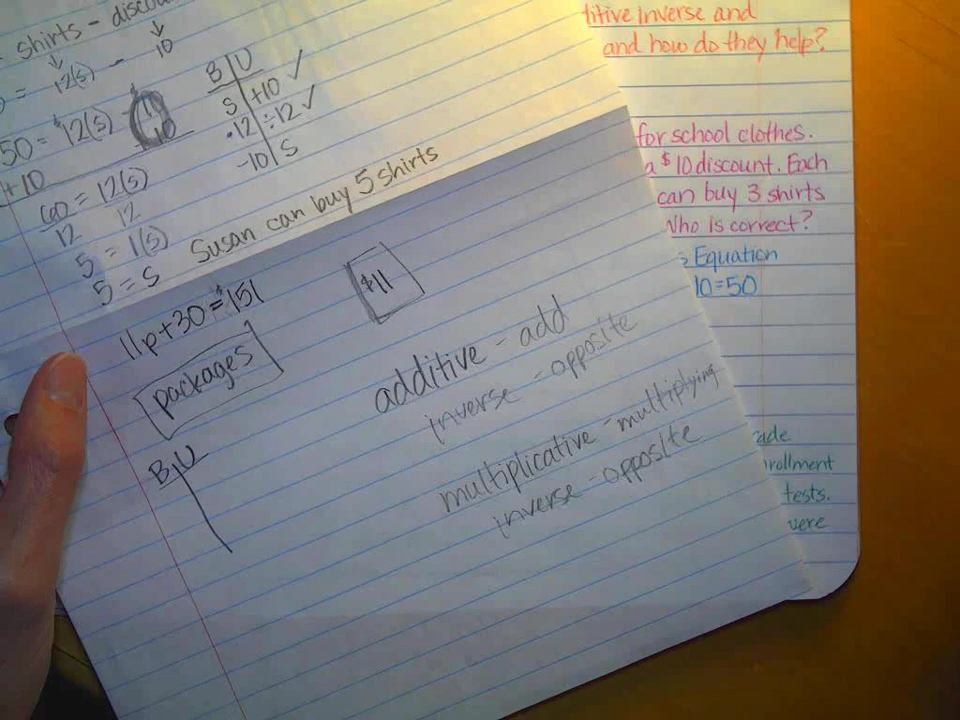 shirts - discou
12(s) - 10
50 = $12(s) -
+10
60 = 12(s)
12 12
5 = 1(s)
5 = s Susan can buy 5 shirts
B U
S +10 ✓
·12 ÷12 ✓
-10 S
11p+30=$151
$11
packages
B U
additive - add
inverse - opposite
multiplicative - multiplying
inverse - opposite
titive inverse and
and how do they help?
for school clothes.
a $10 discount. Each
can buy 3 shirts
Who is correct?
Equation
10=50
ade
rollment
tests.
were